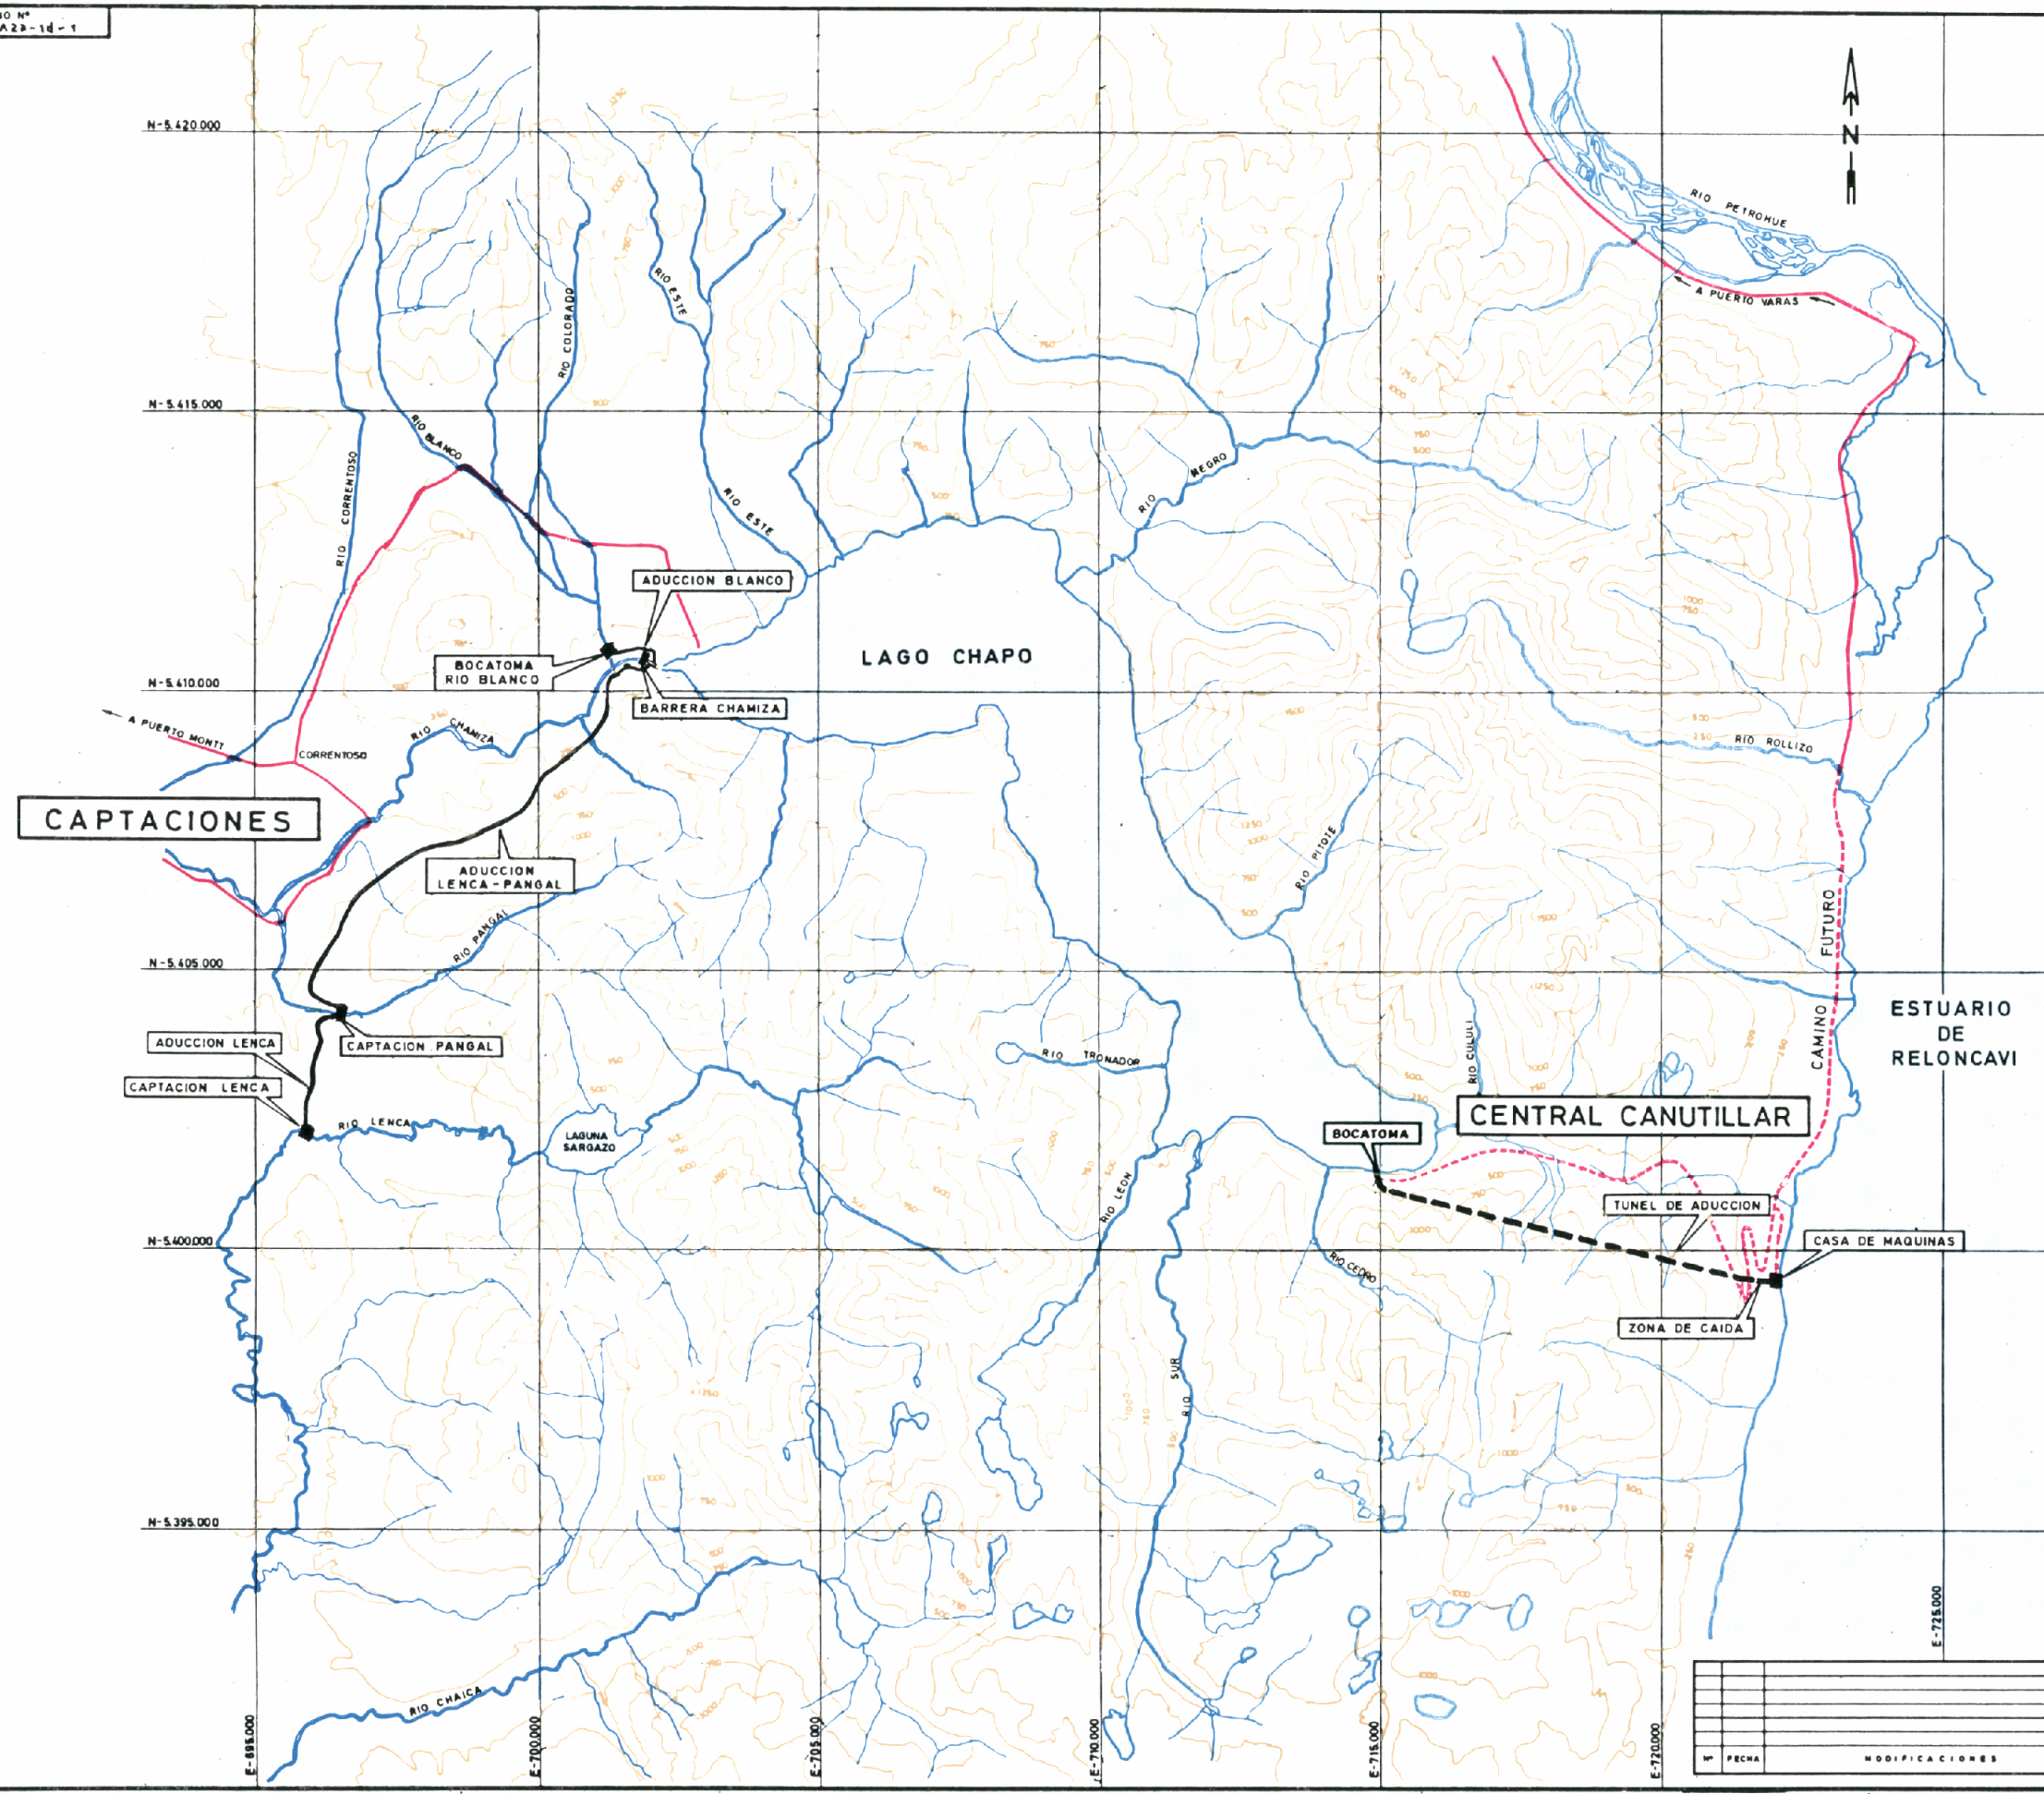 N-5.420.000
N
RIO PETROHUE
A PUERTO VARAS
RIO ESTE
RIO COLORADO
N-5.415.000
RIO BLANCO
RIO CORRENTOSO
RIO ESTE
RIO NEGRO
ADUCCION BLANCO
BOCATOMA
RIO BLANCO
LAGO CHAPO
N-5.410.000
BARRERA CHAMIZA
A PUERTO MONTT
RIO CHAMIZA
CORRENTOSO
RIO ROLLIZO
CAPTACIONES
ADUCCION
LENCA-PANGAL
RIO PITOTE
RIO PANGAL
CAMINO FUTURO
N-5.405.000
ESTUARIO
DE
RELONCAVI
ADUCCION LENCA
CAPTACION PANGAL
RIO TRONADOR
RIO CULULI
CAPTACION LENCA
RIO LENCA
LAGUNA
SARGAZO
CENTRAL CANUTILLAR
BOCATOMA
RIO LEON
TUNEL DE ADUCCION
N-5.400.000
CASA DE MAQUINAS
RIO CEDRO
ZONA DE CAIDA
RIO SUR
N-5.395.000
RIO CHAICA
E-695.000
E-700.000
E-705.000
E-710.000
E-715.000
E-720.000
E-725.000
Nº FECHA MODIFICACIONES